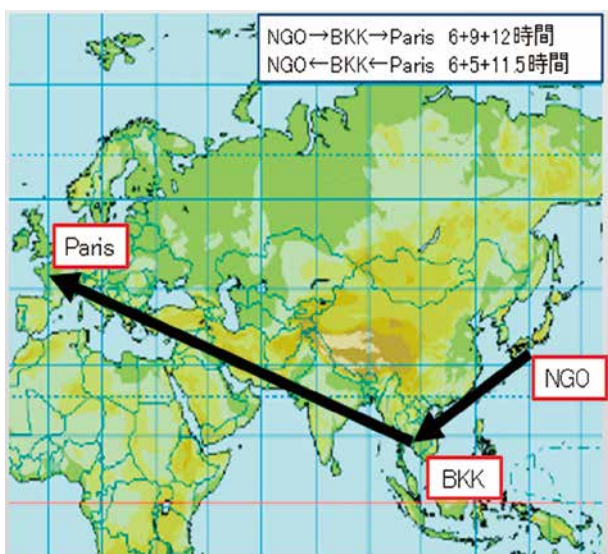 NGO→BKK→Paris 6+9+12時間
NGO←BKK←Paris 6+5+11.5時間
Paris
NGO
BKK